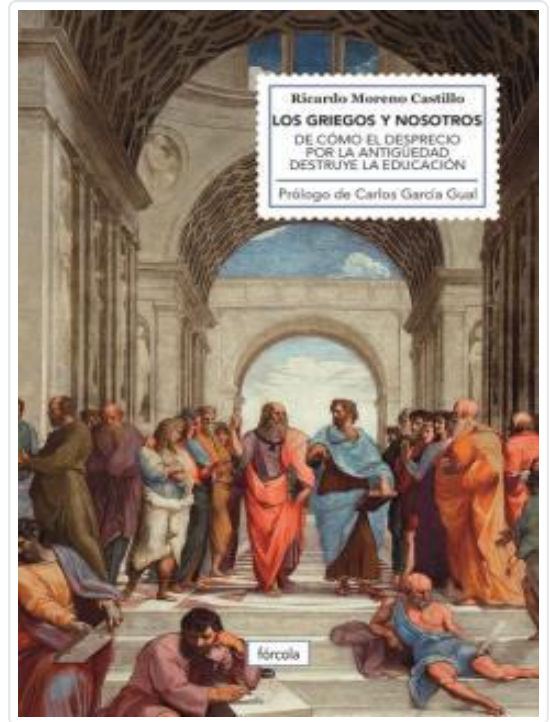 Ricardo Moreno Castillo
LOS GRIEGOS Y NOSOTROS
DE CÓMO EL DESPRECIO
POR LA ANTIGÜEDAD
DESTRUYE LA EDUCACIÓN
Prólogo de Carlos García Gual
fórcola